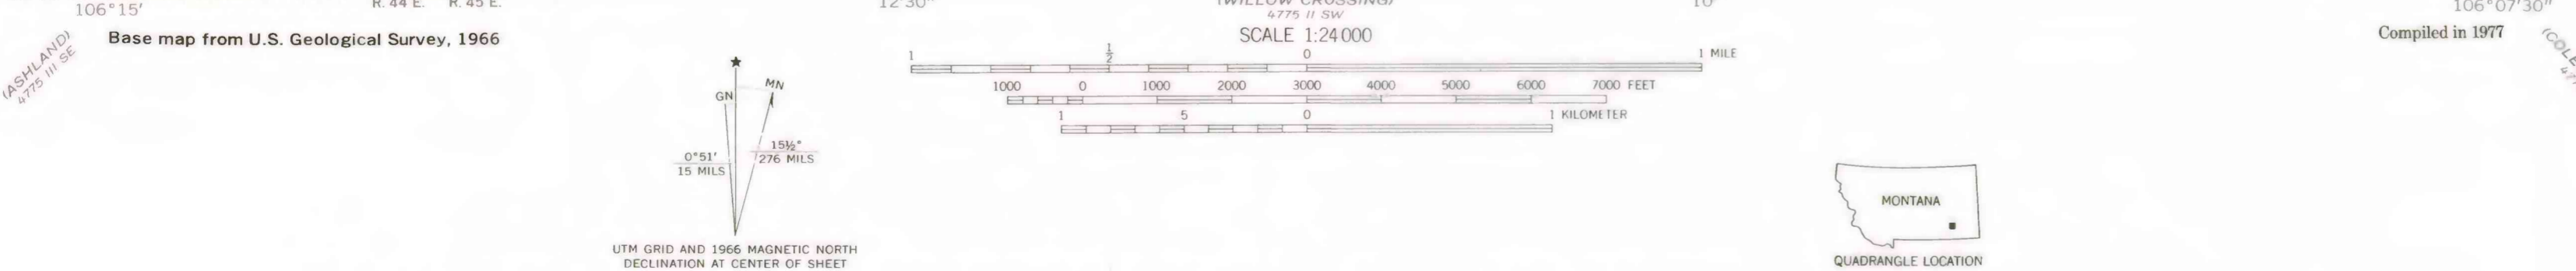 106°15'
R. 44 E. R. 45 E.
12'30"
(WILLOW CROSSING)
4775 II SW
10'
106°07'30"
(ASHLAND)
4775 III SE
Base map from U.S. Geological Survey, 1966
SCALE 1:24 000
Compiled in 1977
1 ½ 0 1 MILE
1000 0 1000 2000 3000 4000 5000 6000 7000 FEET
1 5 0 1 KILOMETER
★
GN
MN
0°51'
15 MILS
15½°
276 MILS
UTM GRID AND 1966 MAGNETIC NORTH
DECLINATION AT CENTER OF SHEET
MONTANA
QUADRANGLE LOCATION